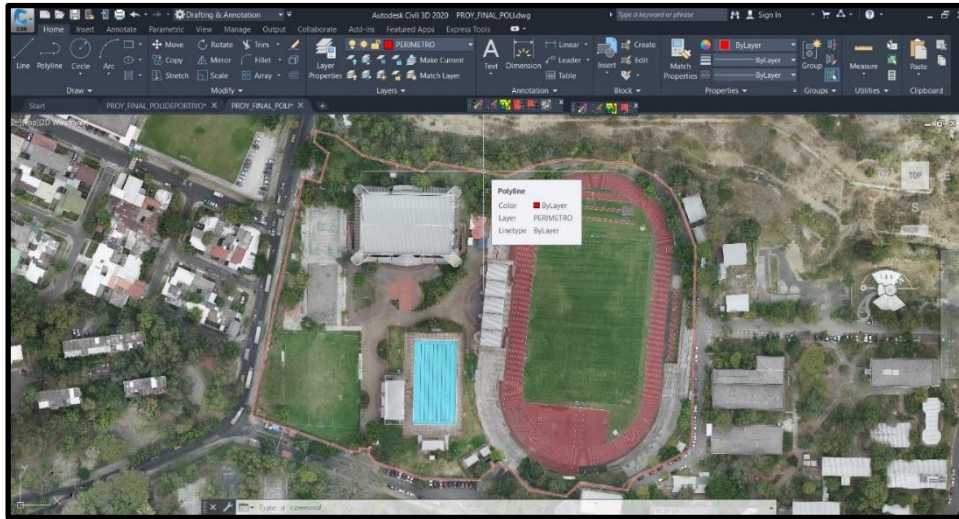 Drafting & Annotation
Autodesk Civil 3D 2020 PROY_FINAL_POLI.dwg
Type a keyword or phrase
Sign In
C3D
Home Insert Annotate Parametric View Manage Output Collaborate Add-ins Featured Apps Express Tools
Line Polyline Circle Arc
Move Rotate Trim
Copy Mirror Fillet
Stretch Scale Array
Layer Properties
PERIMETRO
Make Current
Match Layer
Text Dimension
Linear
Leader
Table
Insert
Create
Edit
Match Properties
ByLayer
ByLayer
ByLayer
Group
Measure
Paste
Draw Modify Layers Annotation Block Properties Groups Utilities Clipboard
Start PROY_FINAL_POLIDEPORTIVO* PROY_FINAL_POLI*
TOP
S
Polyline
Color ByLayer
Layer PERIMETRO
Linetype ByLayer
Y
X
Type a command